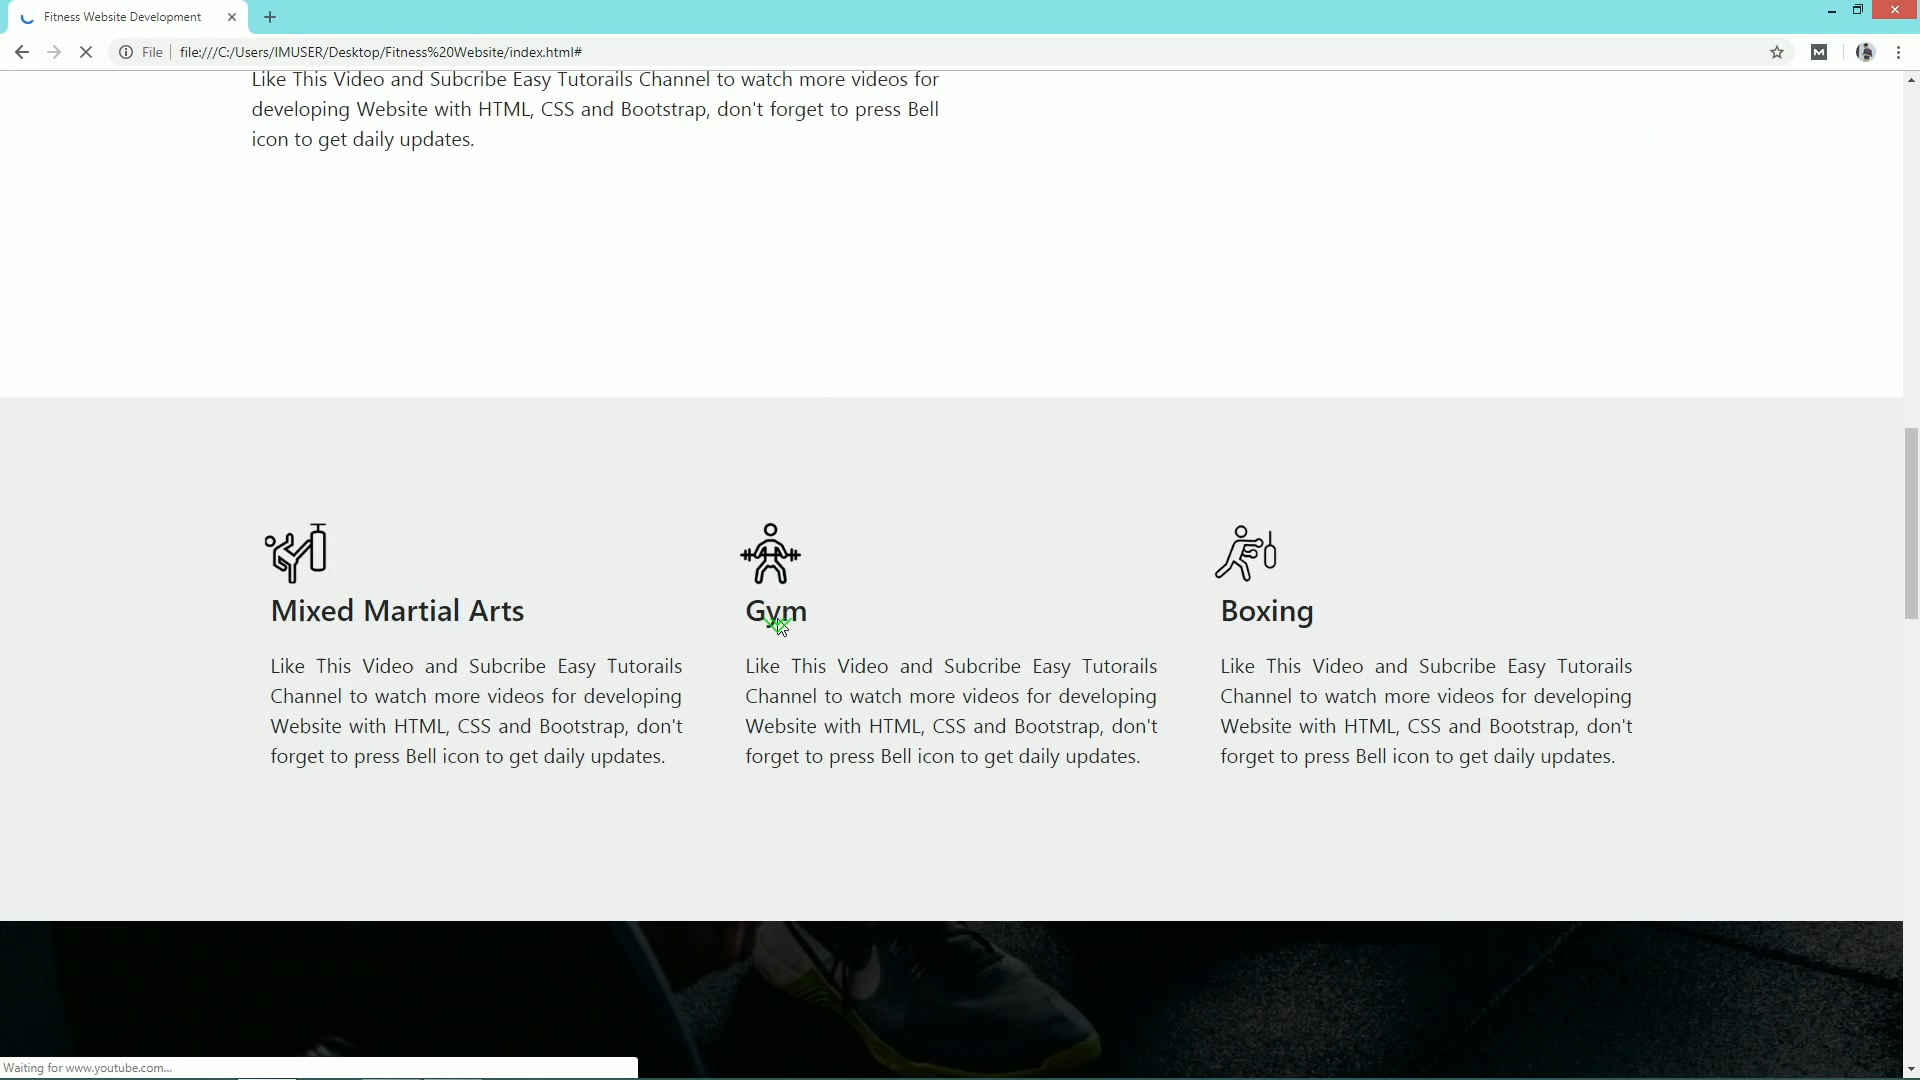 Fitness Website Development
File
file:///C:/Users/IMUSER/Desktop/Fitness%20Website/index.html#
M
Like This Video and Subcribe Easy Tutorails Channel to watch more videos for
developing Website with HTML, CSS and Bootstrap, don't forget to press Bell
icon to get daily updates.
Mixed Martial Arts
Like This Video and Subcribe Easy Tutorails
Channel to watch more videos for developing
Website with HTML, CSS and Bootstrap, don't
forget to press Bell icon to get daily updates.
Gym
Like This Video and Subcribe Easy Tutorails
Channel to watch more videos for developing
Website with HTML, CSS and Bootstrap, don't
forget to press Bell icon to get daily updates.
Boxing
Like This Video and Subcribe Easy Tutorails
Channel to watch more videos for developing
Website with HTML, CSS and Bootstrap, don't
forget to press Bell icon to get daily updates.
Waiting for www.youtube.com...